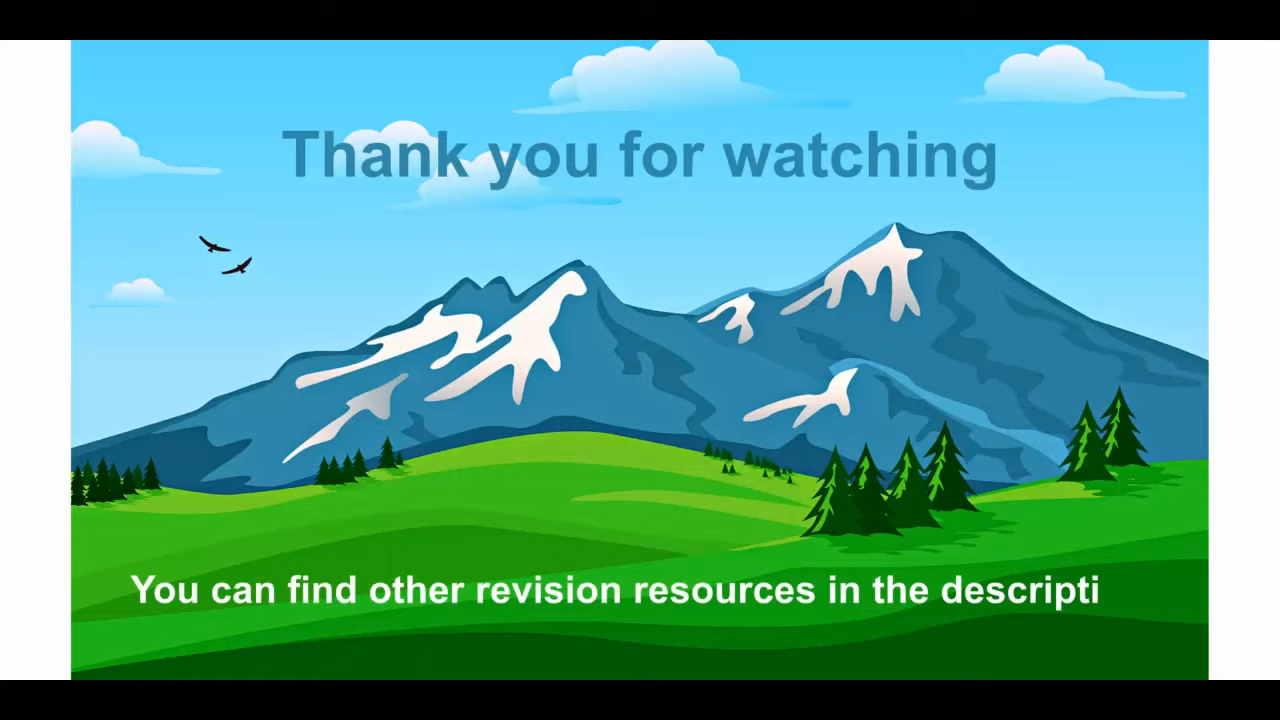 Thank you for watching
You can find other revision resources in the descripti